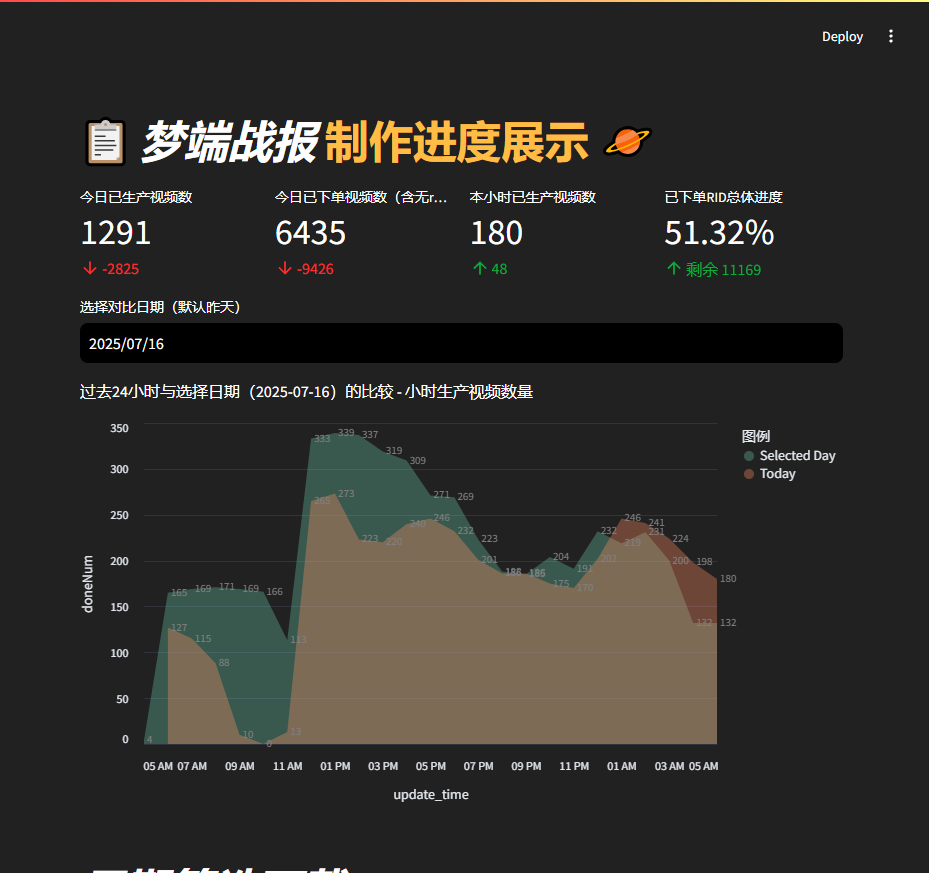 Deploy
梦端战报 制作进度展示
今日已生产视频数
1291
-2825
今日已下单视频数（含无r...
6435
-9426
本小时已生产视频数
180
48
已下单RID总体进度
51.32%
剩余 11169
选择对比日期（默认昨天）
2025/07/16
过去24小时与选择日期（2025-07-16）的比较 - 小时生产视频数量
图例
Selected Day
Today
doneNum
350
300
250
200
150
100
50
0
4 165 169 171 169 166 113 333 339 337 319 309 271 269 223 188 186 204 191 232 219 231 200 132 132
127 115 88 10 0 13 265 273 223 220 240 246 232 201 186 175 170 202 246 241 224 198 180
05 AM 07 AM 09 AM 11 AM 01 PM 03 PM 05 PM 07 PM 09 PM 11 PM 01 AM 03 AM 05 AM
update_time